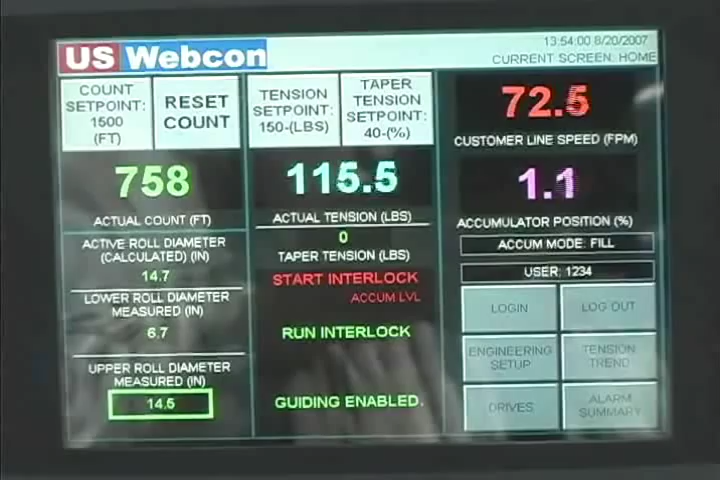 US Webcon
13:54:00 8/20/2007
CURRENT SCREEN: HOME
COUNT
SETPOINT:
1500
(FT)
RESET
COUNT
TENSION
SETPOINT:
150-(LBS)
TAPER
TENSION
SETPOINT:
40-(%)
72.5
CUSTOMER LINE SPEED (FPM)
758
ACTUAL COUNT (FT)
115.5
ACTUAL TENSION (LBS)
1.1
ACCUMULATOR POSITION (%)
ACTIVE ROLL DIAMETER
(CALCULATED) (IN)
14.7
LOWER ROLL DIAMETER
MEASURED (IN)
6.7
UPPER ROLL DIAMETER
MEASURED (IN)
14.5
0
TAPER TENSION (LBS)
START INTERLOCK
ACCUM LVL
RUN INTERLOCK
GUIDING ENABLED.
ACCUM MODE: FILL
USER: 1234
LOGIN
LOG OUT
ENGINEERING
SETUP
TENSION
TREND
DRIVES
ALARM
SUMMARY